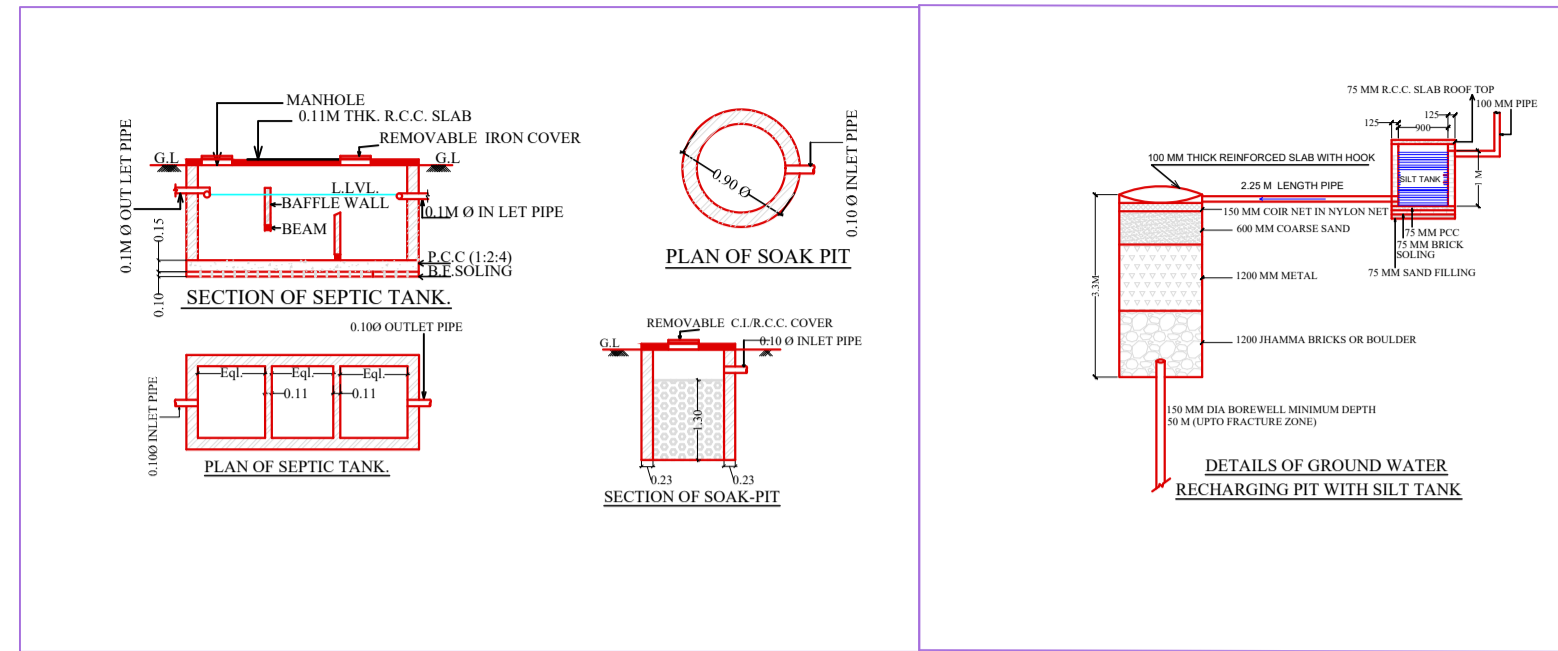 MANHOLE
0.11M THK. R.C.C. SLAB
REMOVABLE IRON COVER
G.L
G.L
0.1M Ø OUT LET PIPE
L.LVL.
BAFFLE WALL
0.1M Ø IN LET PIPE
BEAM
0.15
P.C.C (1:2:4)
B.F.SOLING
0.10
SECTION OF SEPTIC TANK.
0.10Ø OUTLET PIPE
0.10Ø INLET PIPE
Eql.
Eql.
Eql.
0.11
0.11
PLAN OF SEPTIC TANK.
0.90 Ø
0.10 Ø INLET PIPE
PLAN OF SOAK PIT
REMOVABLE C.I./R.C.C. COVER
G.L
0.10 Ø INLET PIPE
1.30
0.23
0.23
SECTION OF SOAK-PIT
75 MM R.C.C. SLAB ROOF TOP
100 MM PIPE
125
125
900
100 MM THICK REINFORCED SLAB WITH HOOK
SILT TANK
1 M
2.25 M LENGTH PIPE
150 MM COIR NET IN NYLON NET
600 MM COARSE SAND
75 MM PCC
75 MM BRICK
SOLING
75 MM SAND FILLING
1200 MM METAL
3.3M
1200 JHAMMA BRICKS OR BOULDER
150 MM DIA BOREWELL MINIMUM DEPTH
50 M (UPTO FRACTURE ZONE)
DETAILS OF GROUND WATER
RECHARGING PIT WITH SILT TANK